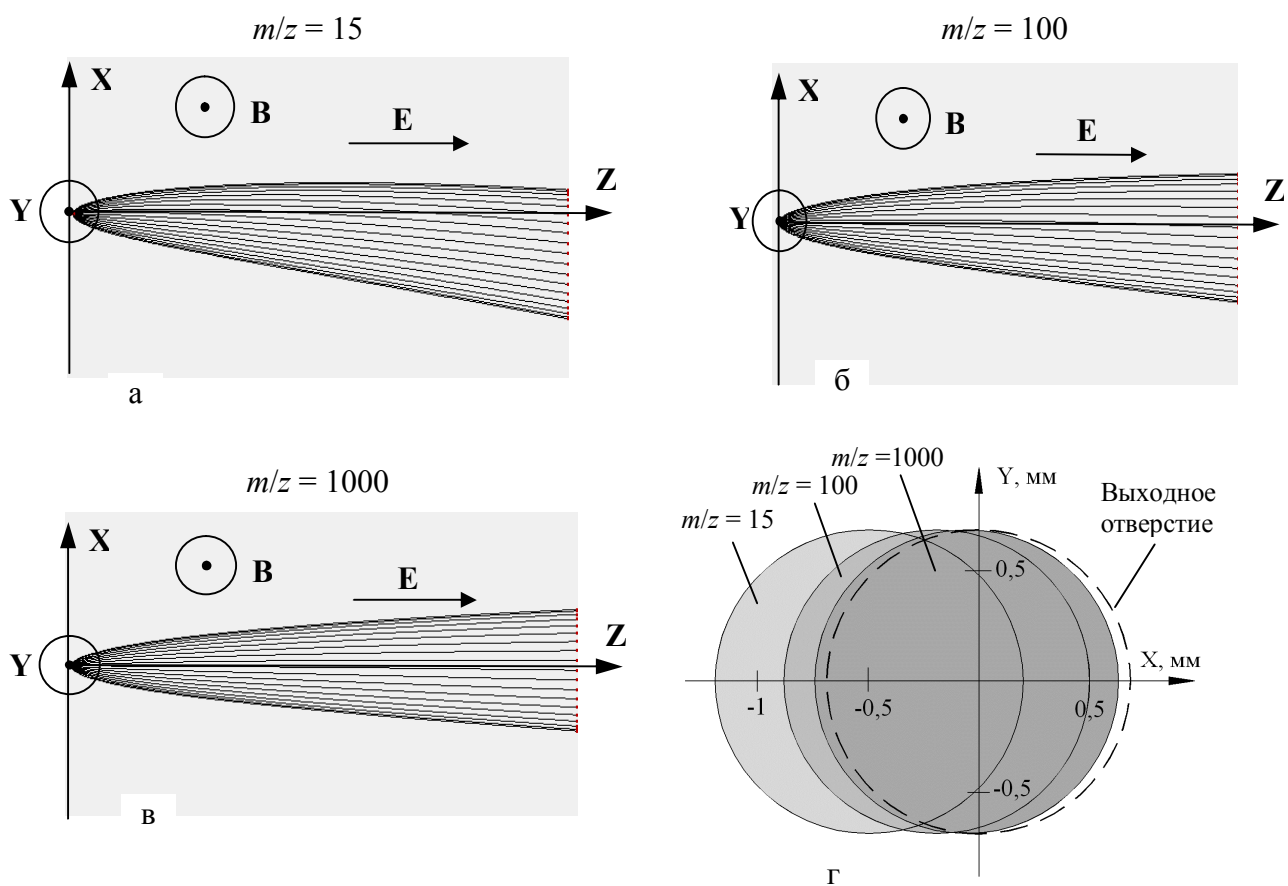 m/z = 15
X
B
E
Y
Z
а
m/z = 100
X
B
E
Y
Z
б
m/z = 1000
X
B
E
Y
Z
в
m/z =1000
m/z = 100
m/z = 15
Y, мм
Выходное
отверстие
0,5
X, мм
-1
-0,5
0,5
-0,5
г